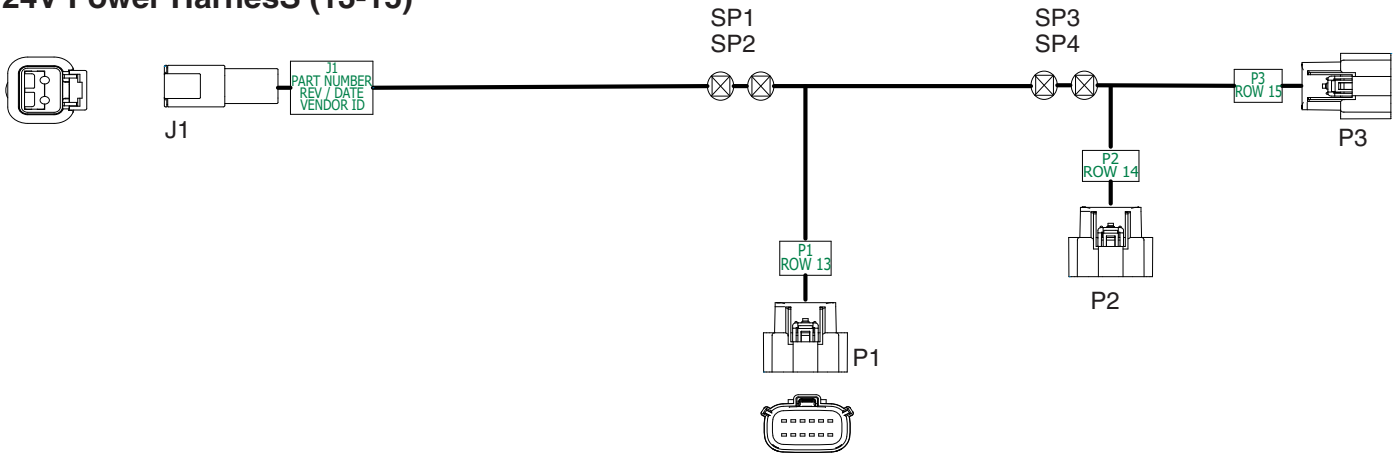 24V Power HarnesS (13-15)
SP1
SP2
SP3
SP4
J1
PART NUMBER
REV / DATE
VENDOR ID
J1
P3
ROW 15
P3
P2
ROW 14
P2
P1
ROW 13
P1